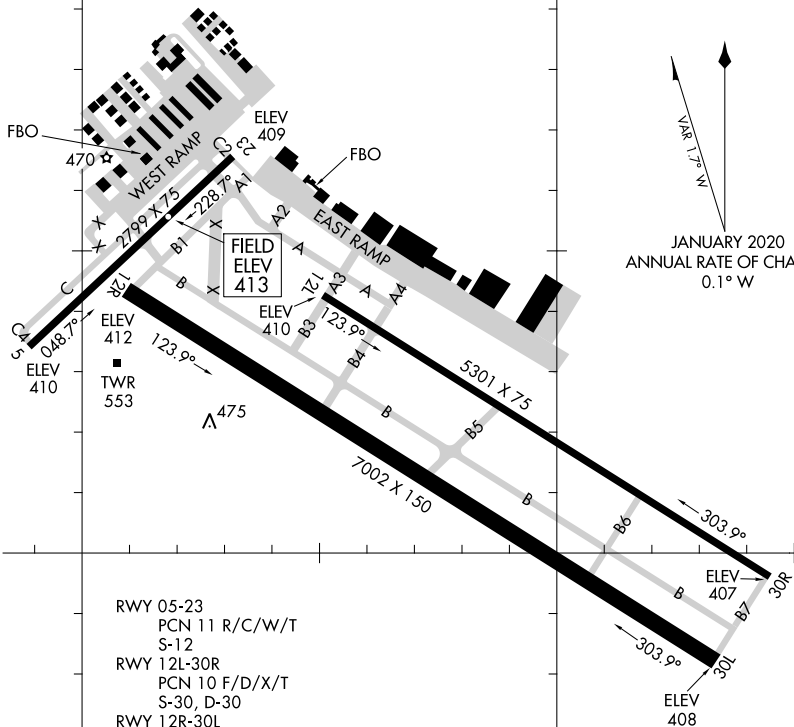 FBO
470
WEST RAMP
C2
23
ELEV
409
FBO
A1
A2
EAST RAMP
2799 X 75
228.7°
X
X
X
X
B1
FIELD
ELEV
413
A
12L
A3
A
A4
C
B
12R
ELEV
410
B3
123.9°
C4
5
048.7°
ELEV
412
ELEV
410
TWR
553
123.9°
475
B4
5301 X 75
B
B5
7002 X 150
B
B6
303.9°
ELEV
407
30R
B
B7
303.9°
30L
ELEV
408
VAR 1.7° W
JANUARY 2020
ANNUAL RATE OF CHA
0.1° W
RWY 05-23
PCN 11 R/C/W/T
S-12
RWY 12L-30R
PCN 10 F/D/X/T
S-30, D-30
RWY 12R-30L